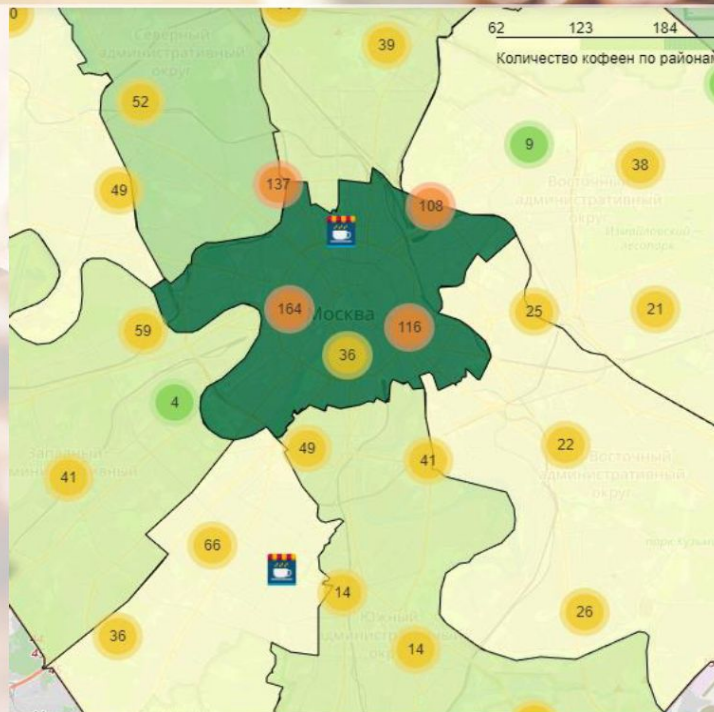 39
62 123 184
Количество кофеен по районам
Северный
административный
округ
52
9
38
49
137
108
Восточный
административный
округ
Измайловский
лесопарк
164
Москва
116
59
25
21
36
4
49
41
22
Западный
административный
41
Восточный
административный
округ
66
14
26
Южный
административный
округ
36
14